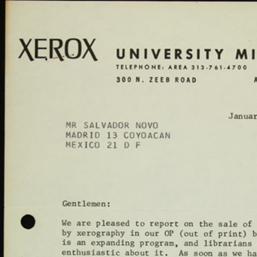 XEROX
UNIVERSITY MI
TELEPHONE: AREA 313-761-4700
300 N. ZEEB ROAD A
Januar
MR SALVADOR NOVO
MADRID 13 COYOACAN
MEXICO 21 D F
Gentlemen:
We are pleased to report on the sale of
by xerography in our OP (out of print) b
is an expanding program, and librarians
enthusiastic about it. As soon as we ha